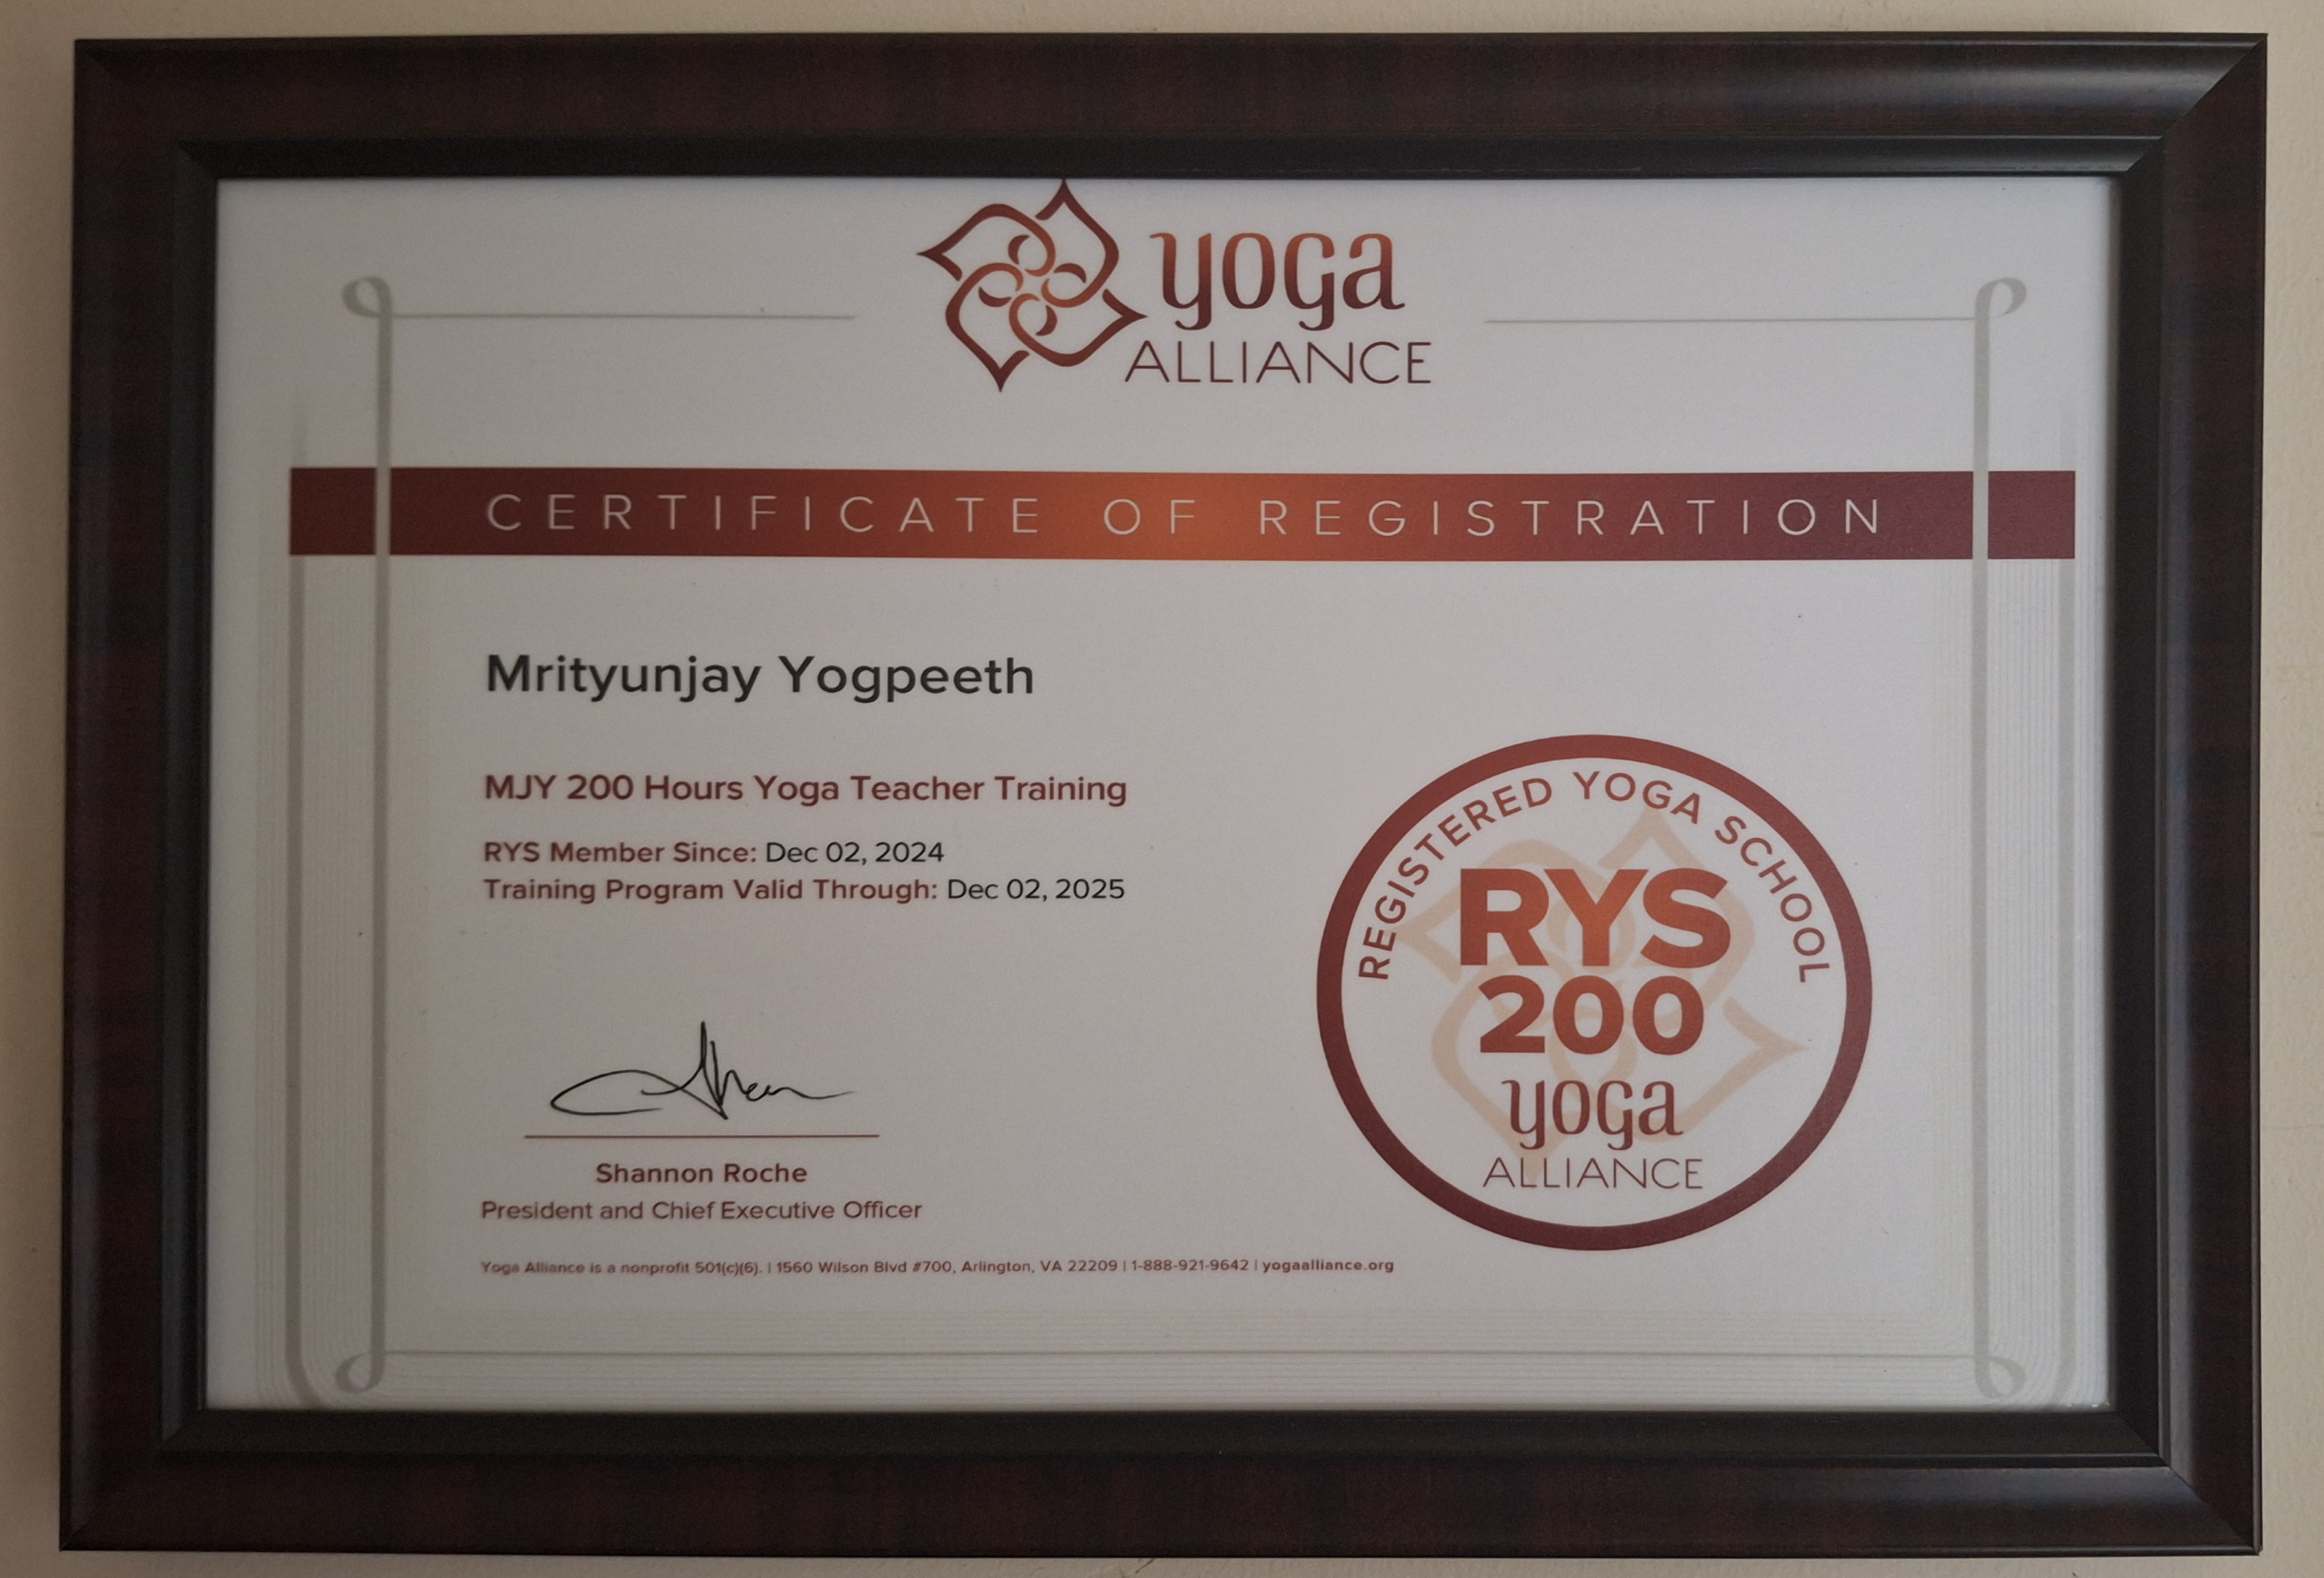 yoga
ALLIANCE
CERTIFICATE OF REGISTRATION
Mrityunjay Yogpeeth
MJY 200 Hours Yoga Teacher Training
RYS Member Since: Dec 02, 2024
Training Program Valid Through: Dec 02, 2025
REGISTERED YOGA SCHOOL
RYS
200
yoga
ALLIANCE
Shannon Roche
President and Chief Executive Officer
Yoga Alliance is a nonprofit 501(c)(6). | 1560 Wilson Blvd #700, Arlington, VA 22209 | 1-888-921-9642 | yogaalliance.org